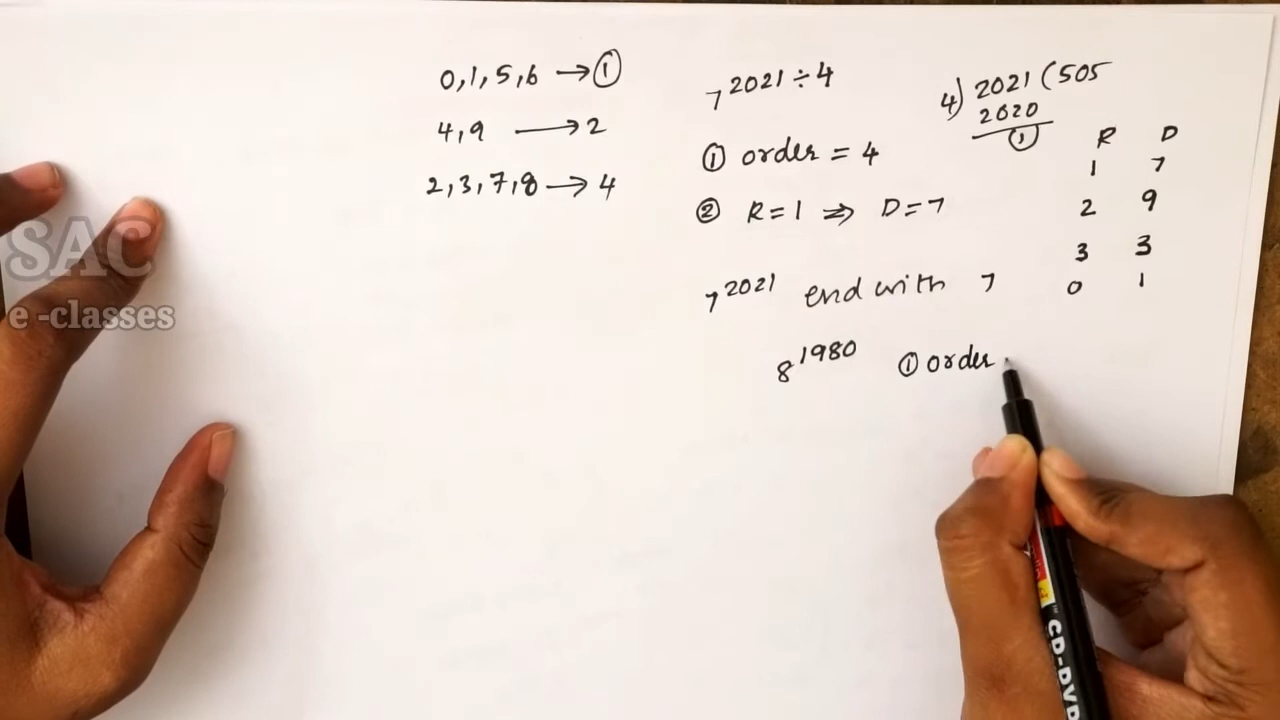 0,1,5,6 → ①
4,9 → 2
2,3,7,8 → 4
7^2021 ÷ 4
① order = 4
② R = 1 ⇒ D = 7
7^2021 end with 7
8^1980 ① order
4) 2021 ( 505
2020
①
R D
1 7
2 9
3 3
0 1
SAC
e -classes
CD-DVD